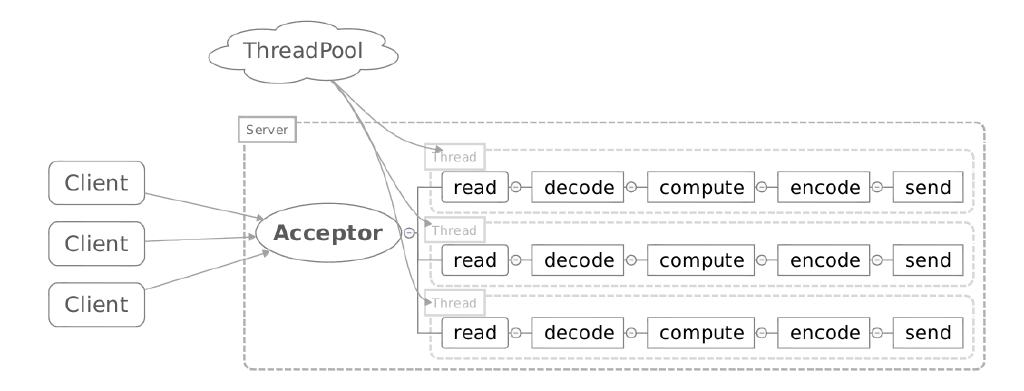 ThreadPool
Server
Client
Client
Client
Acceptor
Thread
read decode compute encode send
Thread
read decode compute encode send
Thread
read decode compute encode send